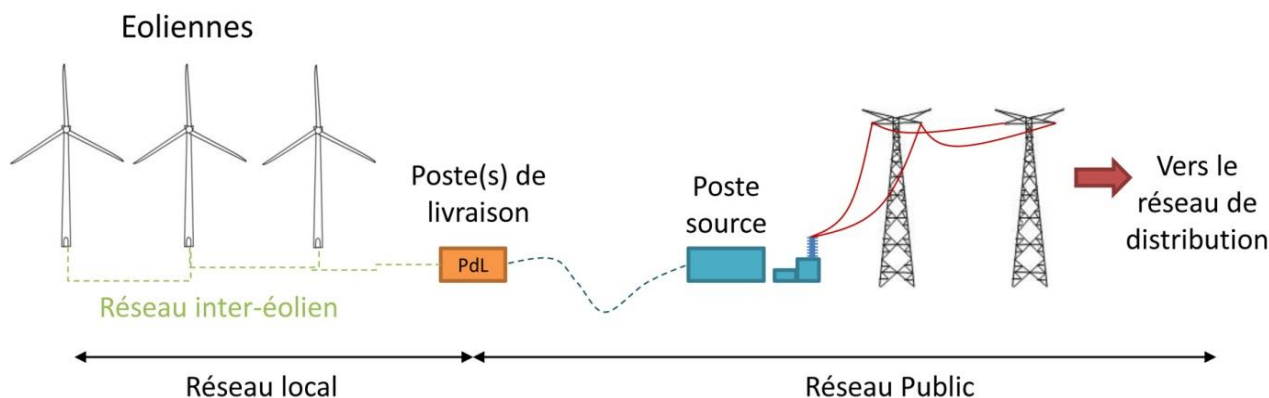 Eoliennes
Poste(s) de
livraison
Poste
source
Vers le
réseau de
distribution
PdL
Réseau inter-éolien
Réseau local
Réseau Public